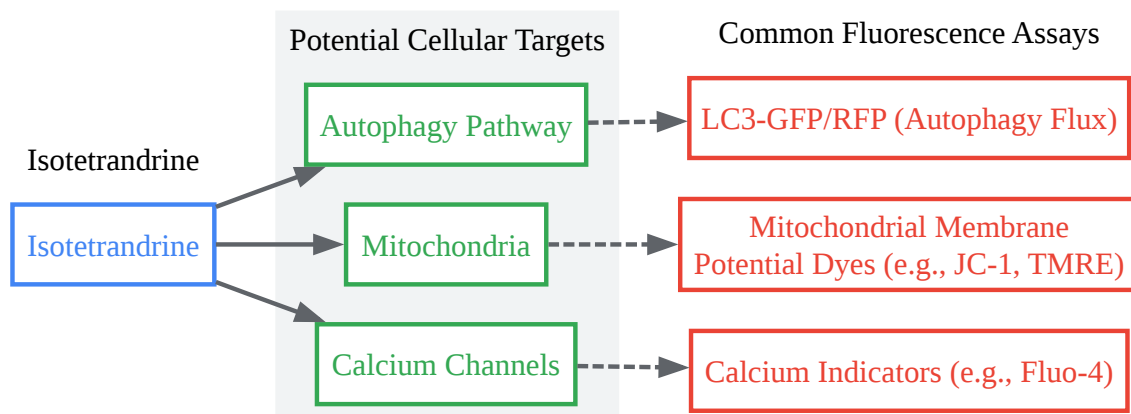 Potential Cellular Targets
Common Fluorescence Assays
Autophagy Pathway
LC3-GFP/RFP (Autophagy Flux)
Isotetrandrine
Isotetrandrine
Mitochondria
Mitochondrial Membrane
Potential Dyes (e.g., JC-1, TMRE)
Calcium Channels
Calcium Indicators (e.g., Fluo-4)